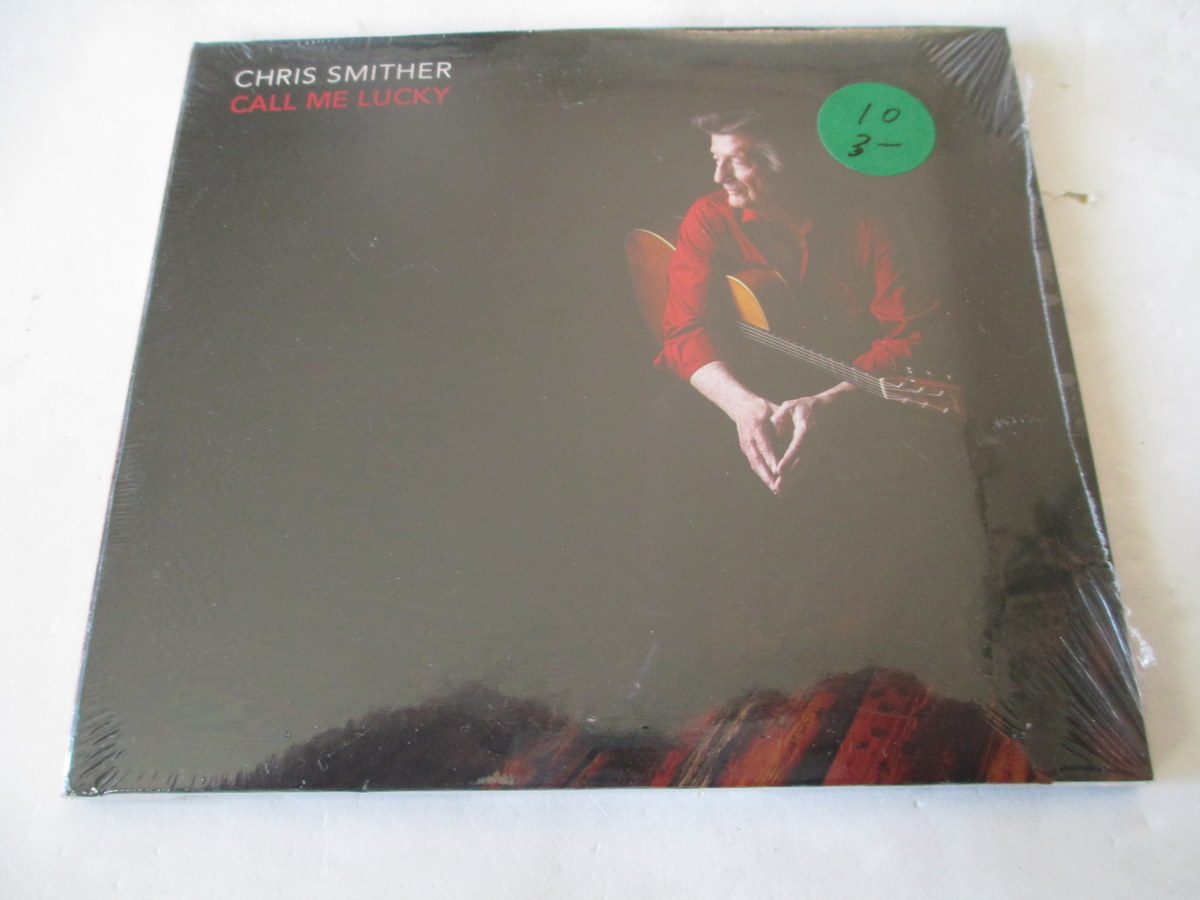 CHRIS SMITHER
CALL ME LUCKY
10
3—